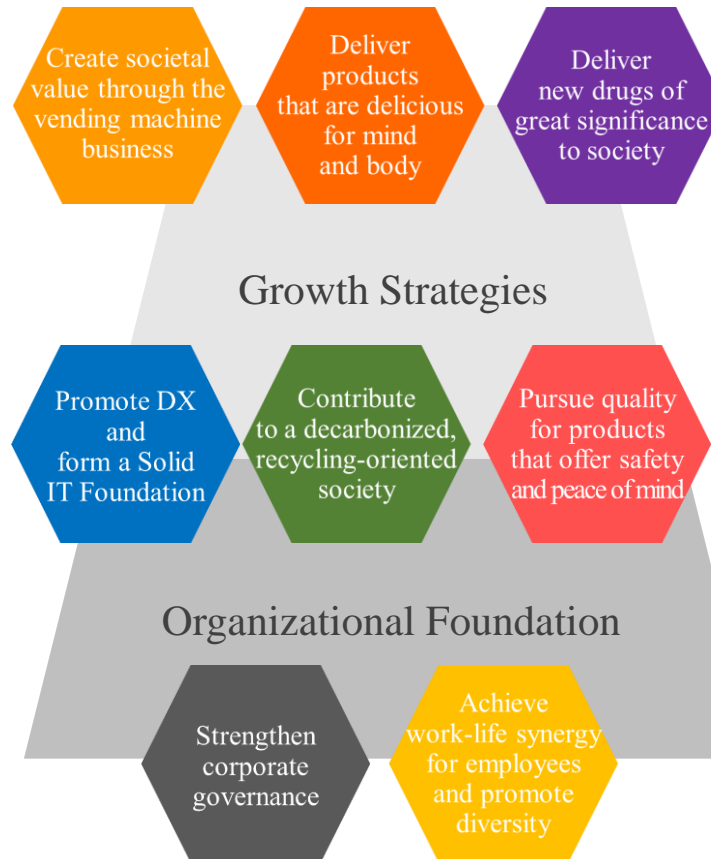 Create societal
value through the
vending machine
business
Deliver
products
that are delicious
for mind
and body
Deliver
new drugs of
great significance
to society
Growth Strategies
Promote DX
and
form a Solid
IT Foundation
Contribute
to a decarbonized,
recycling-oriented
society
Pursue quality
for products
that offer safety
and peace of mind
Organizational Foundation
Strengthen
corporate
governance
Achieve
work-life synergy
for employees
and promote
diversity